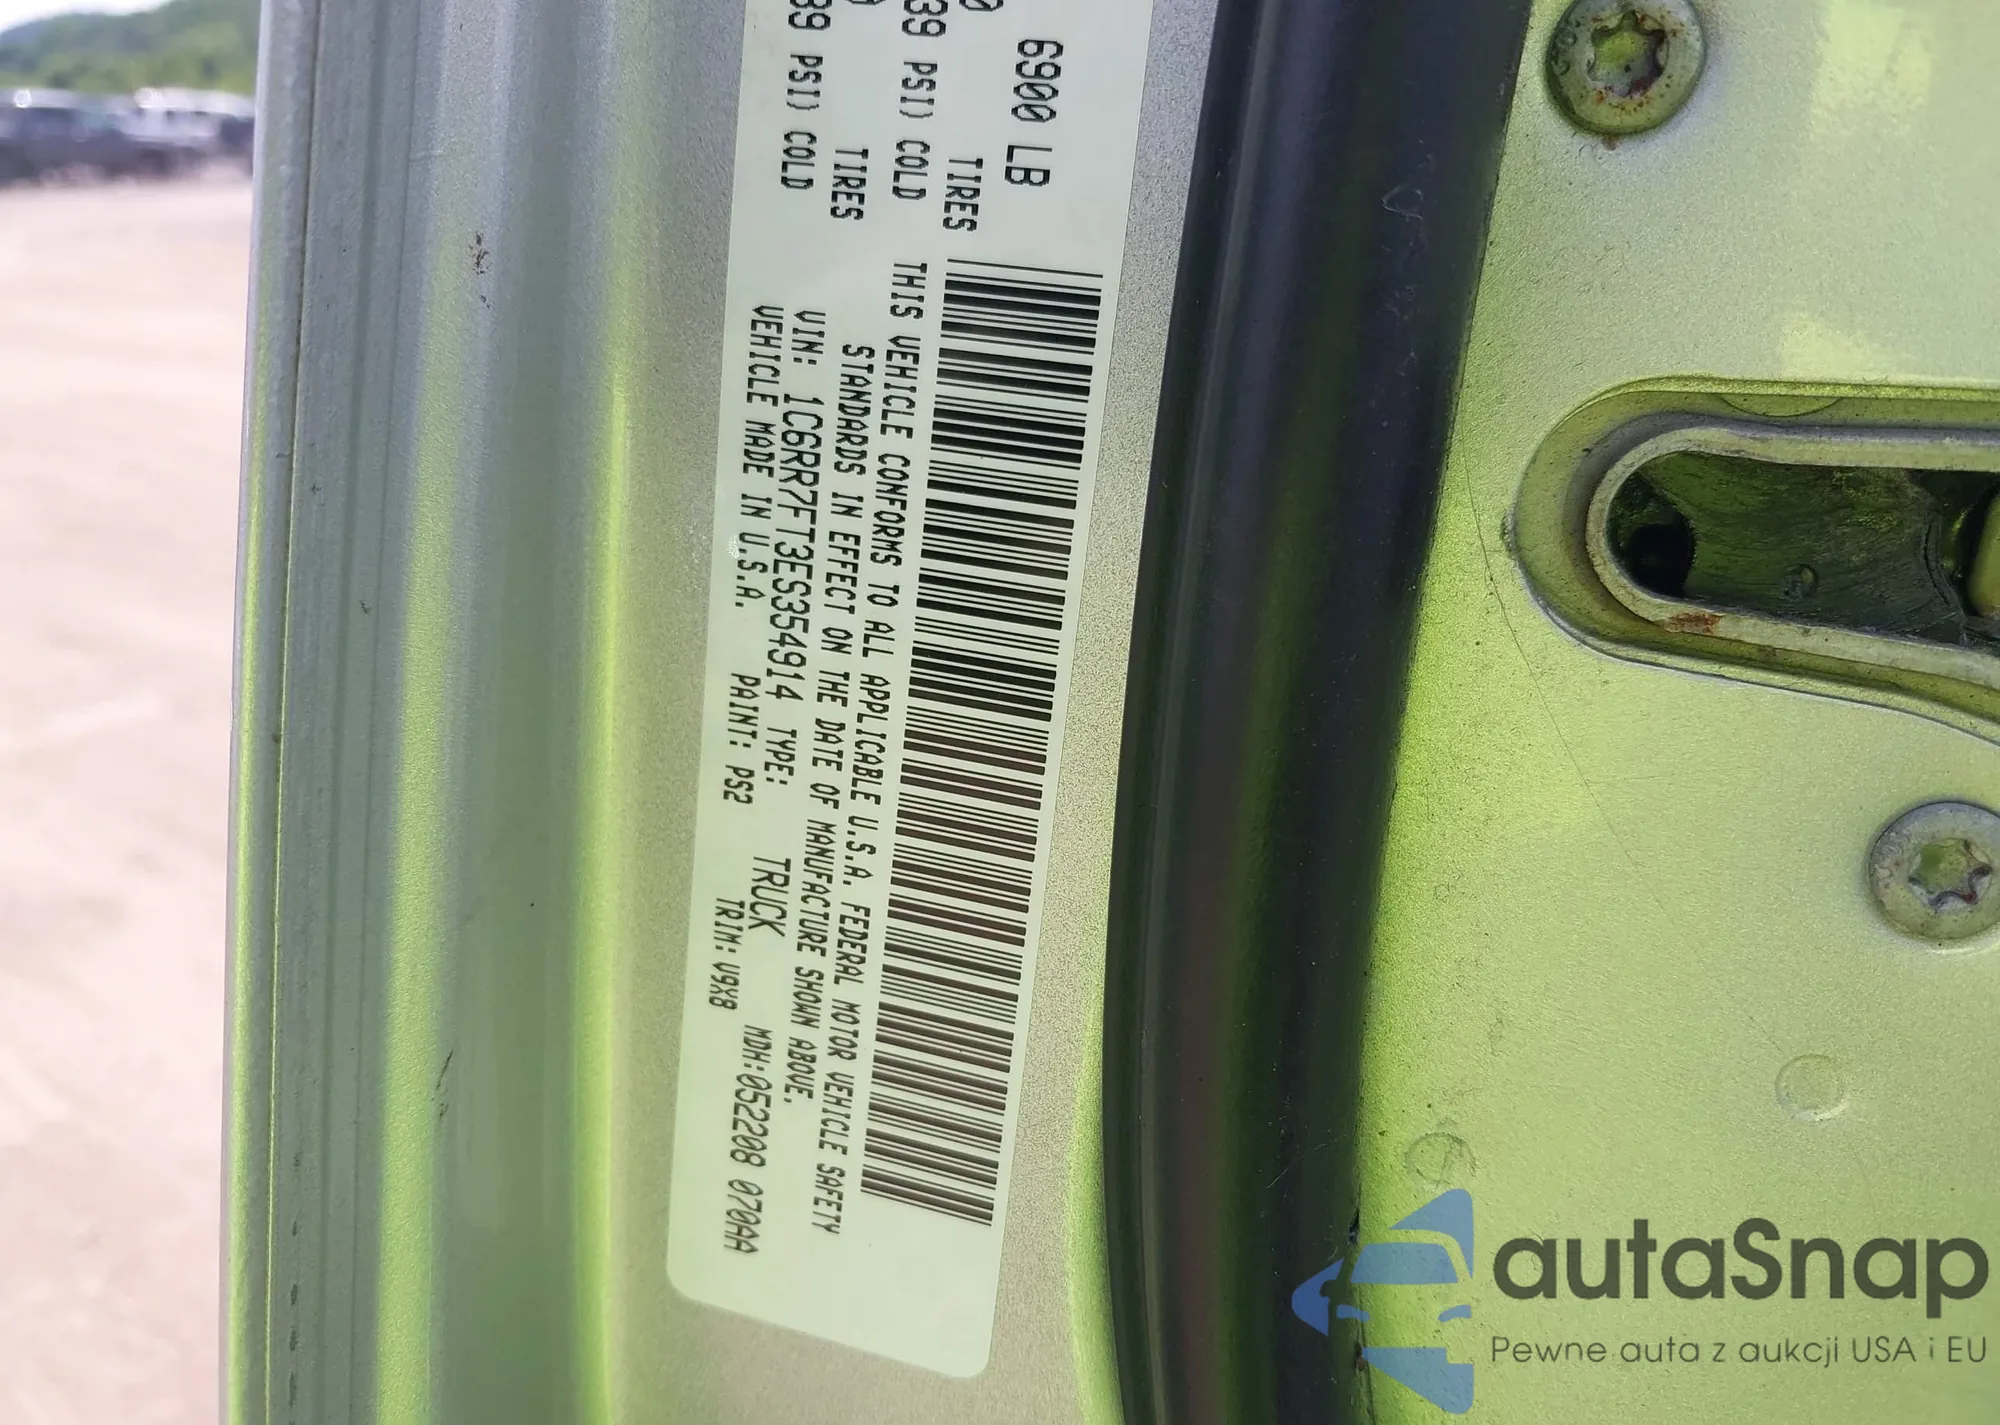 6900 LB
TIRES
39 PSI) COLD
TIRES
39 PSI) COLD
THIS VEHICLE CONFORMS TO ALL APPLICABLE U.S.A. FEDERAL MOTOR VEHICLE SAFETY
STANDARDS IN EFFECT ON THE DATE OF MANUFACTURE SHOWN ABOVE.
VIN: 1C6RR7FT3ES354914 TYPE: TRUCK MDH:052208 070AA
VEHICLE MADE IN U.S.A. PAINT: PS2 TRIM: V9X8
autaSnap
Pewne auta z aukcji USA i EU